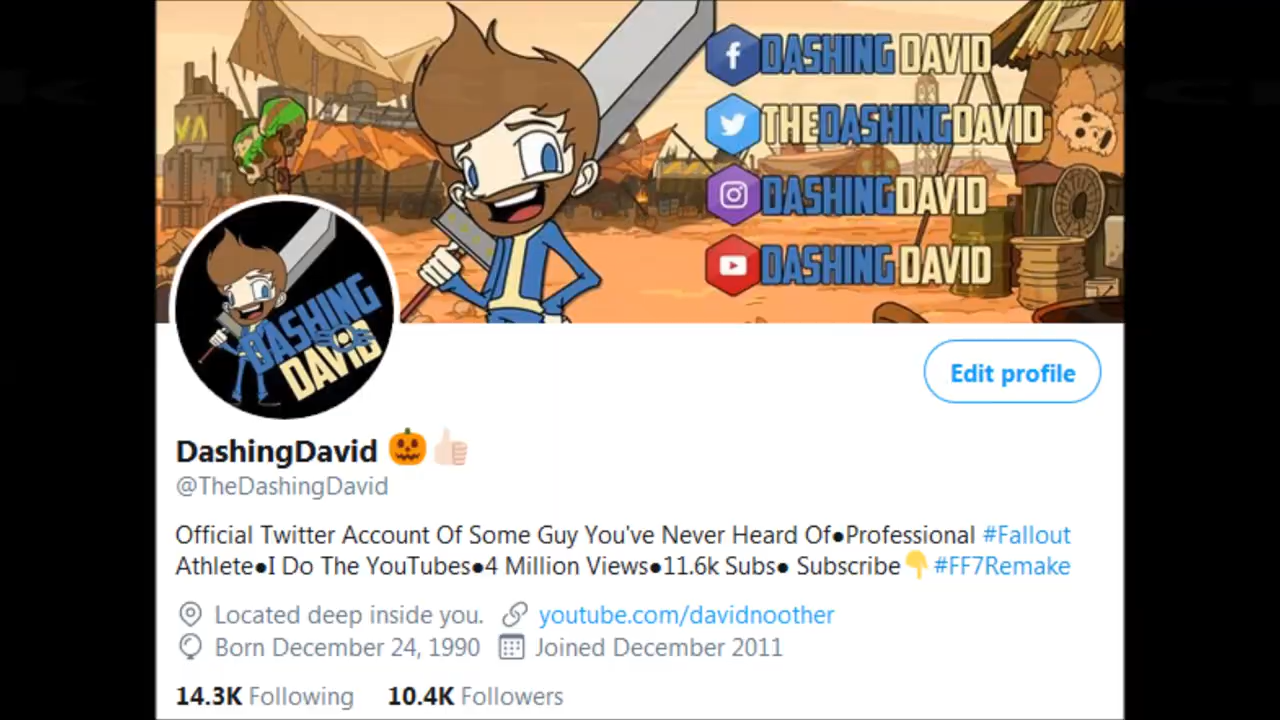 DASHING DAVID
THEDASHINGDAVID
DASHINGDAVID
DASHING DAVID
DASHING
DAVID
Edit profile
DashingDavid 🎃👍🏻
@TheDashingDavid
Official Twitter Account Of Some Guy You've Never Heard Of●Professional #Fallout
Athlete●I Do The YouTubes●4 Million Views●11.6k Subs● Subscribe👇#FF7Remake
Located deep inside you. youtube.com/davidnoother
Born December 24, 1990 Joined December 2011
14.3K Following 10.4K Followers